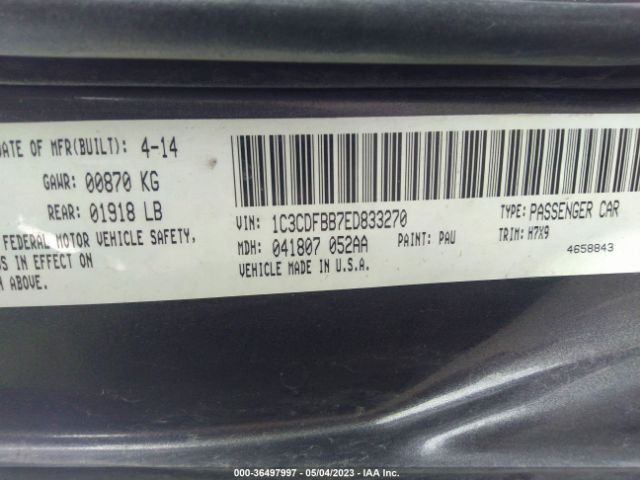 DATE OF MFR(BUILT): 4-14
GAWR: 00870 KG
REAR: 01918 LB
FEDERAL MOTOR VEHICLE SAFETY,
S IN EFFECT ON
ABOVE.
VIN: 1C3CDFBB7ED833270
TYPE: PASSENGER CAR
MDH: 041807 052AA
PAINT: PAU
TRIM: M7X9
VEHICLE MADE IN U.S.A.
4658843
000-36497997 - 05/04/2023 - IAA Inc.